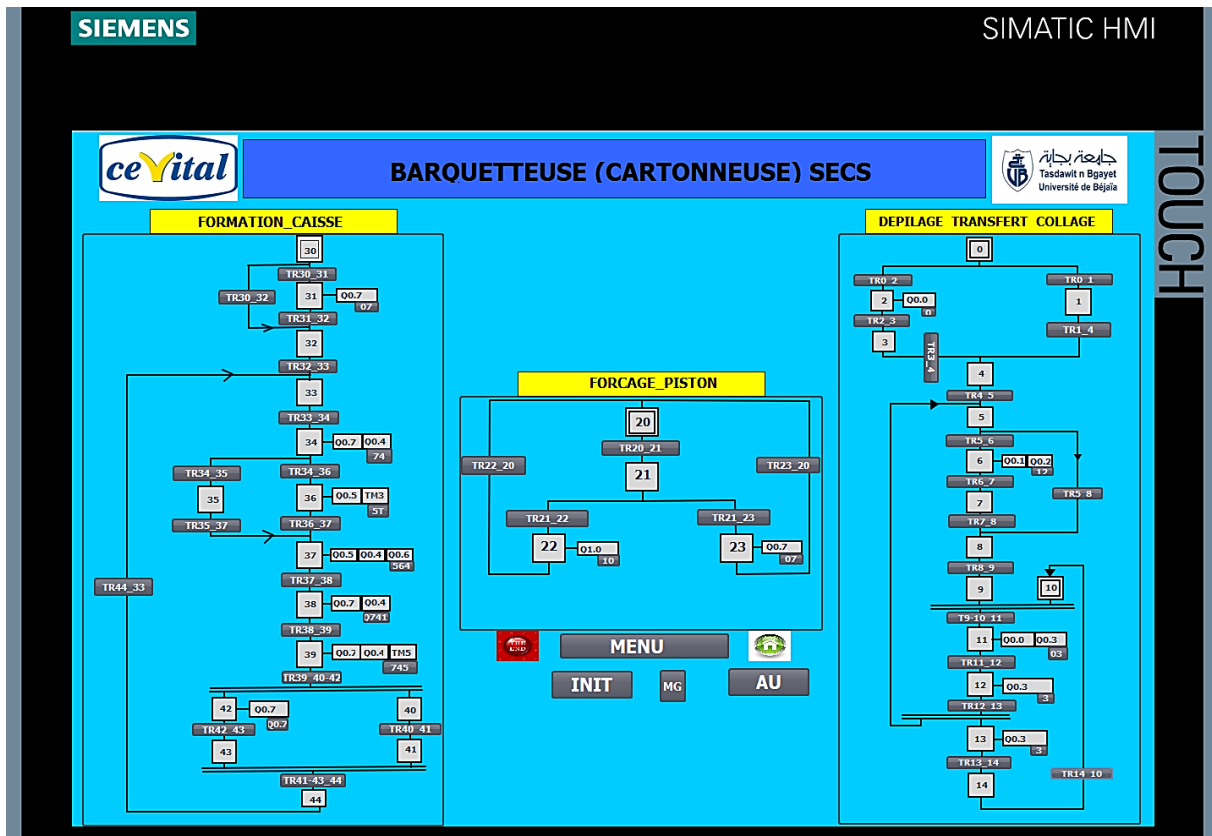 SIEMENS
SIMATIC HMI
TOUCH
ceVital
BARQUETTEUSE (CARTONNEUSE) SECS
جامعة بجاية
Tasdawit n Bgayet
Université de Béjaïa
FORMATION_CAISSE
30
TR30_31
TR30_32
31
Q0.7
07
TR31_32
32
TR32_33
33
TR33_34
34
Q0.7 Q0.4
74
TR34_35
TR34_36
35
36
Q0.5 TM3
5T
TR35_37
TR36_37
37
Q0.5 Q0.4 Q0.6
564
TR44_33
TR37_38
38
Q0.7 Q0.4
Q741
TR38_39
39
Q0.7 Q0.4 TM5
745
TR39_40-42
42
Q0.7
Q0.7
40
TR42_43
TR40_41
43
41
TR41-43_44
44
FORCAGE_PISTON
20
TR20_21
TR22_20
21
TR23_20
TR21_22
TR21_23
22
Q1.0
10
23
Q0.7
07
MENU
INIT
MG
AU
DEPILAGE TRANSFERT COLLAGE
0
TR0_2
TR0_1
2
Q0.0
0
1
TR2_3
TR1_4
3
TR3_4
4
TR4_5
5
TR5_6
6
Q0.1 Q0.2
12
TR6_7
TR5_8
7
TR7_8
8
TR8_9
9
10
T9-10_11
11
Q0.0 Q0.3
03
TR11_12
12
Q0.3
3
TR12_13
13
Q0.3
3
TR13_14
TR14_10
14